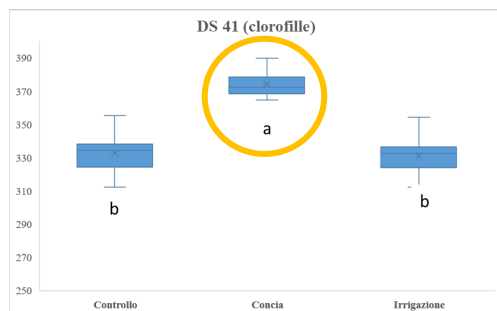 DS 41 (clorofille)
390
370
350
330
310
290
270
250
a
b
b
Controllo Concia Irrigazione